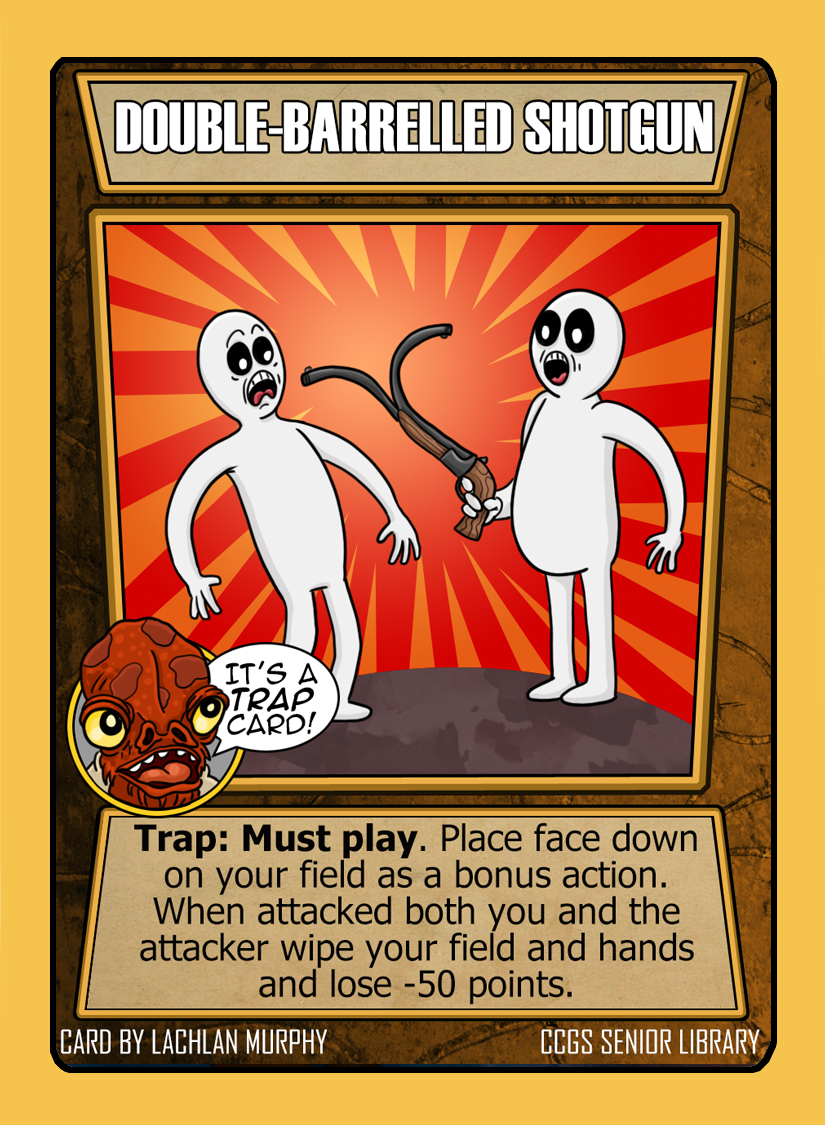 DOUBLE-BARRELLED SHOTGUN
IT'S A
TRAP
CARD!
Trap: Must play. Place face down
on your field as a bonus action.
When attacked both you and the
attacker wipe your field and hands
and lose -50 points.
CARD BY LACHLAN MURPHY
CCGS SENIOR LIBRARY